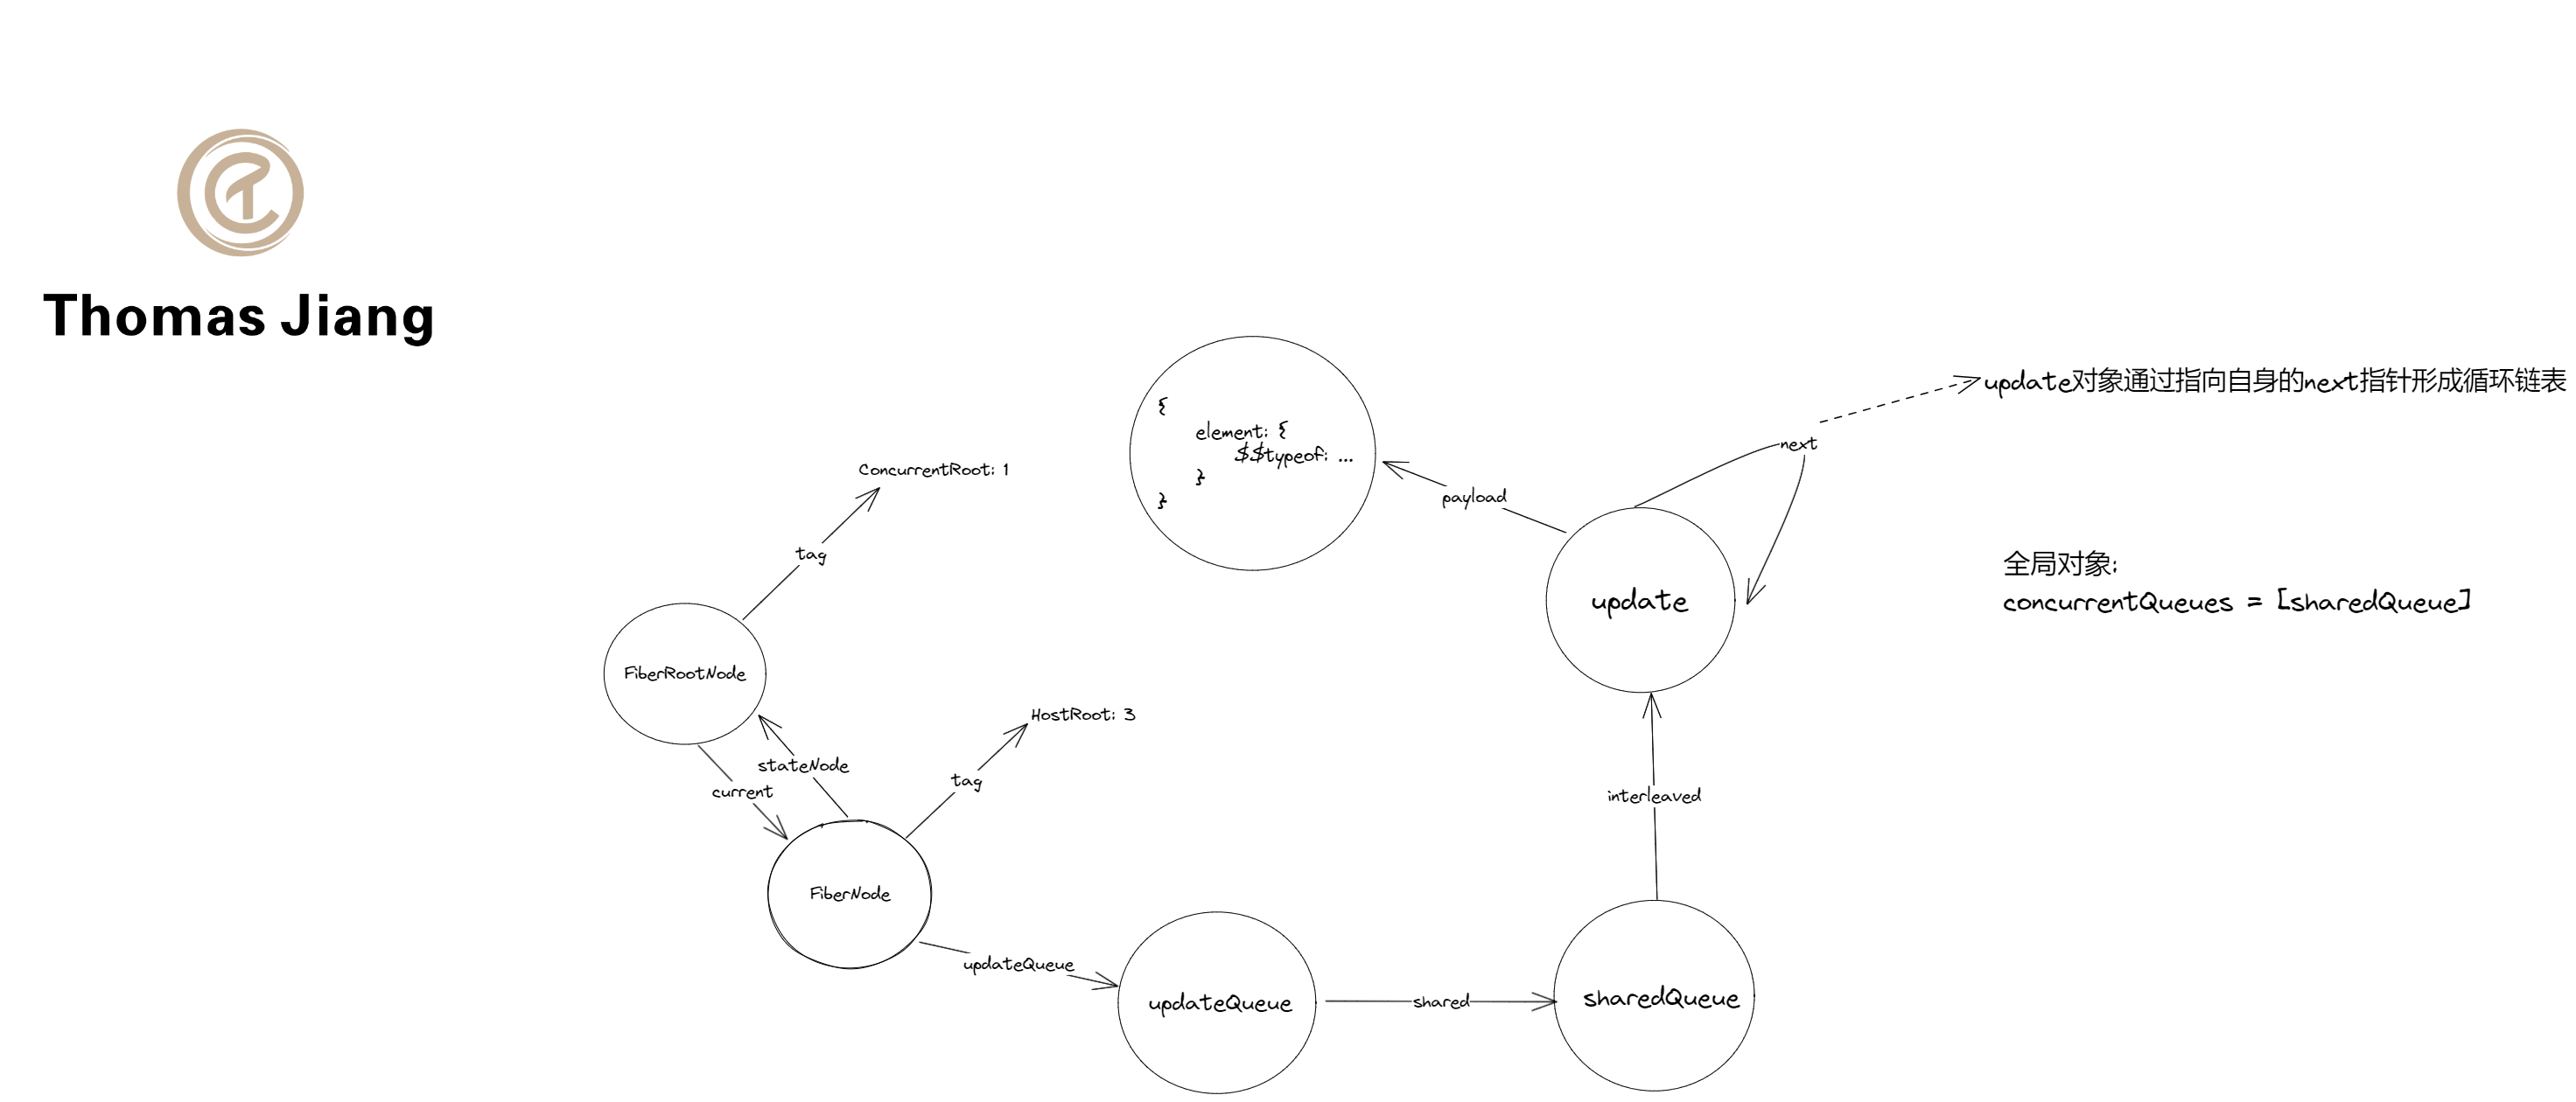 Thomas Jiang
{
element: {
$$typeof: ...
}
}
update对象通过指向自身的next指针形成循环链表
next
payload
ConcurrentRoot: 1
tag
全局对象:
concurrentQueues = [sharedQueue]
update
FiberRootNode
HostRoot: 3
stateNode
tag
current
interleaved
FiberNode
updateQueue
updateQueue
shared
sharedQueue